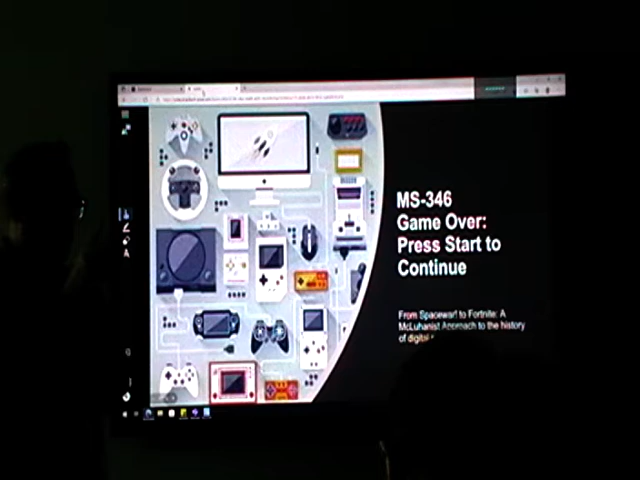 MS-346
Game Over:
Press Start to
Continue
From Spacewar! to Fortnite: A
McLuhanist Approach to the history
of digital